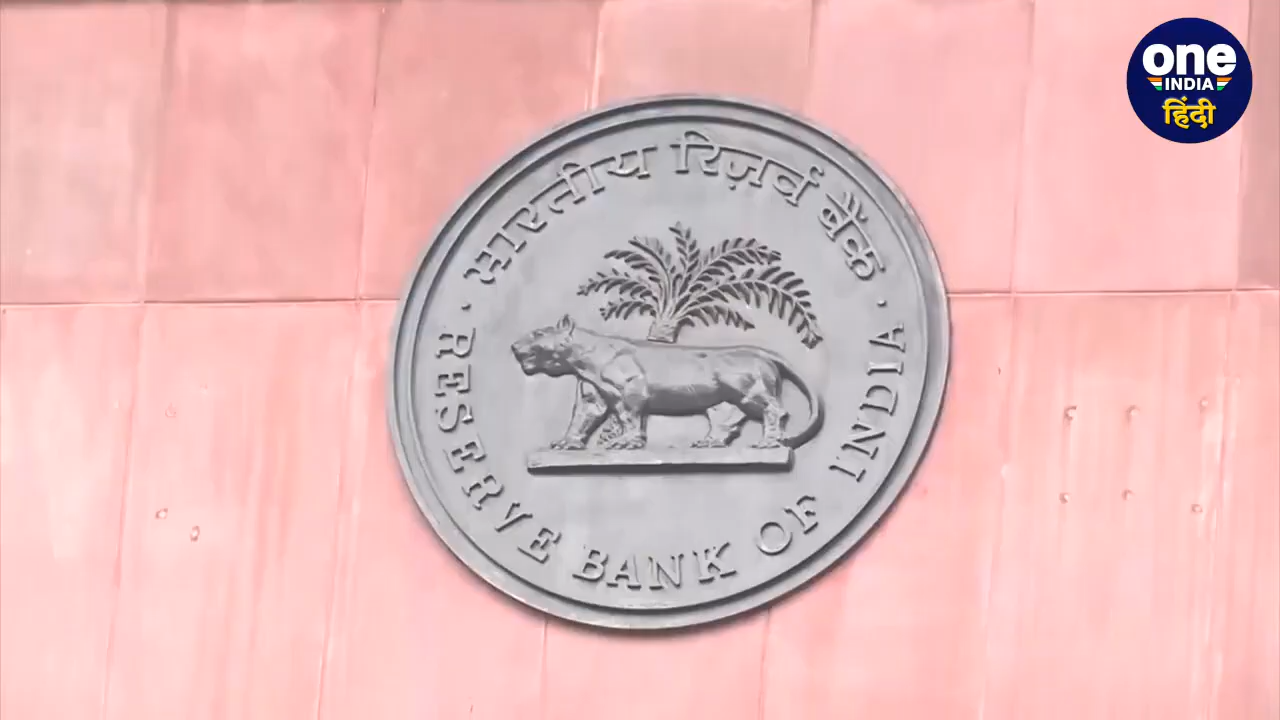 भारतीय रिज़र्व बैंक
RESERVE BANK OF INDIA
one
INDIA
हिंदी